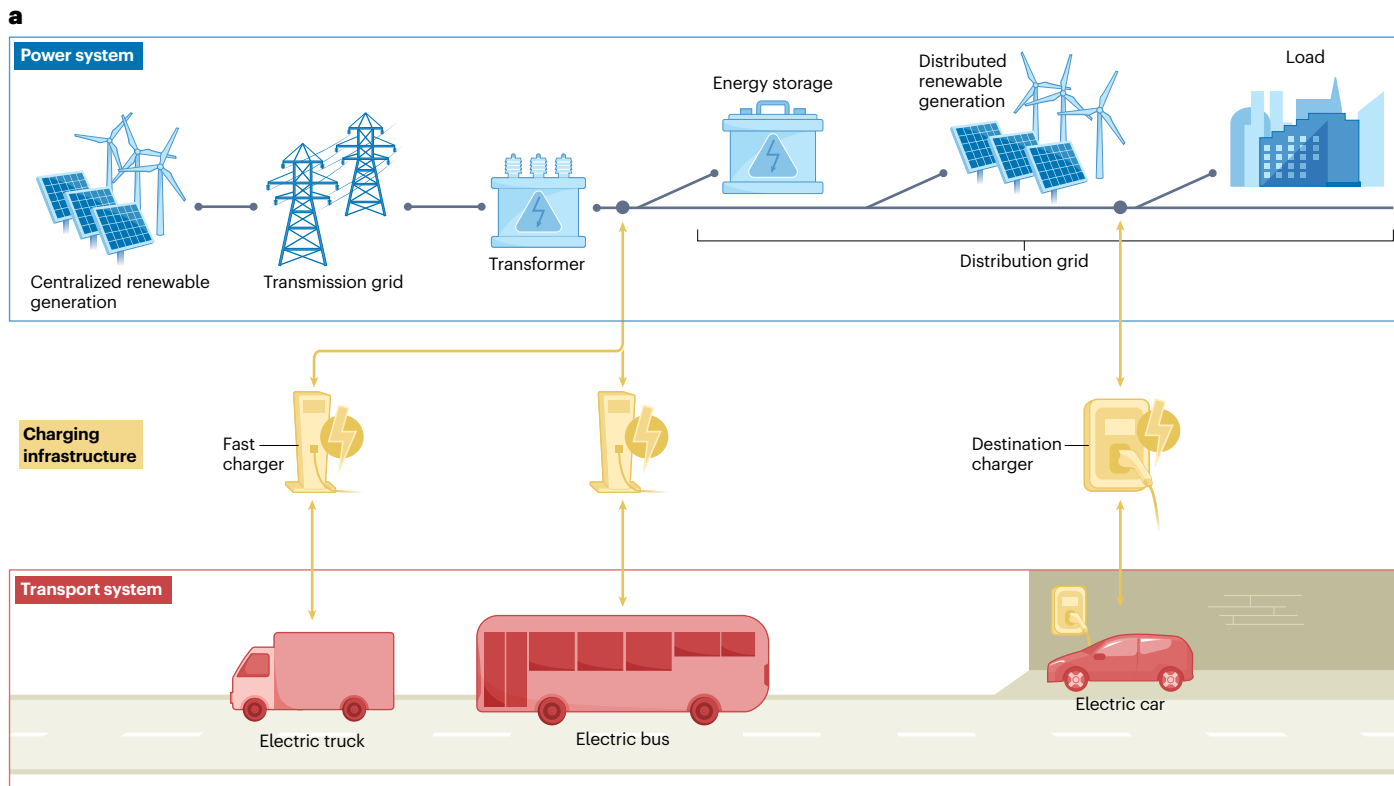 a
Power system
Energy storage
Distributed
renewable
generation
Load
Centralized renewable
generation
Transmission grid
Transformer
Distribution grid
Charging
infrastructure
Fast
charger
Destination
charger
Transport system
Electric truck
Electric bus
Electric car